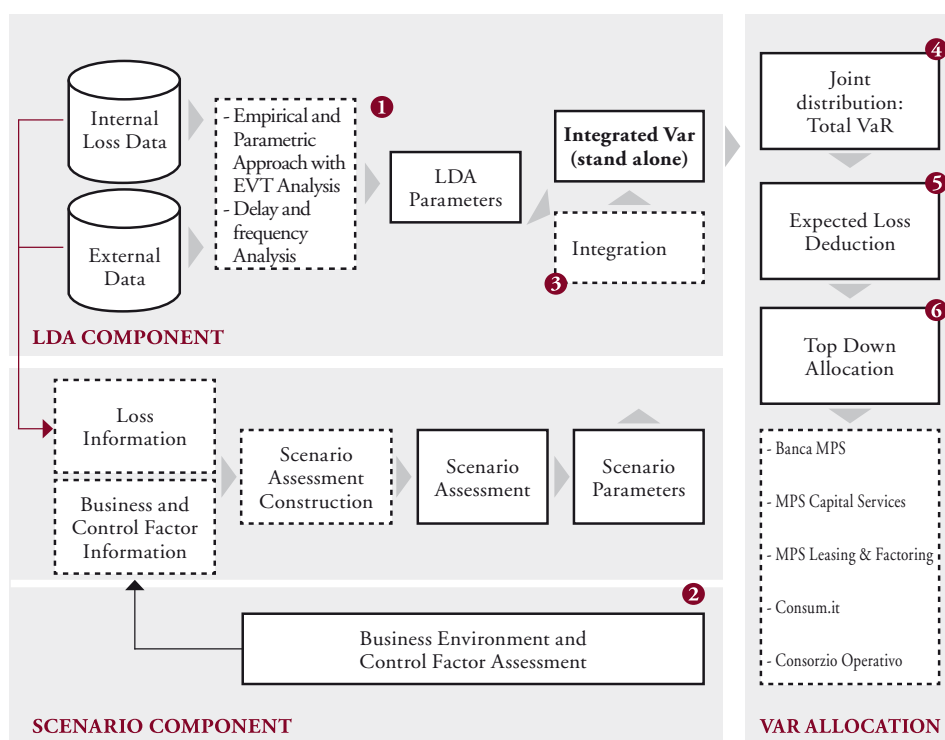 Internal
Loss Data
External
Data
1
- Empirical and
Parametric
Approach with
EVT Analysis
- Delay and
frequency
Analysis
LDA
Parameters
Integrated Var
(stand alone)
Integration
3
LDA COMPONENT
Loss
Information
Business and
Control Factor
Information
Scenario
Assessment
Construction
Scenario
Assessment
Scenario
Parameters
2
Business Environment and
Control Factor Assessment
SCENARIO COMPONENT
4
Joint
distribution:
Total VaR
5
Expected Loss
Deduction
6
Top Down
Allocation
- Banca MPS
- MPS Capital Services
- MPS Leasing & Factoring
- Consum.it
- Consorzio Operativo
VAR ALLOCATION